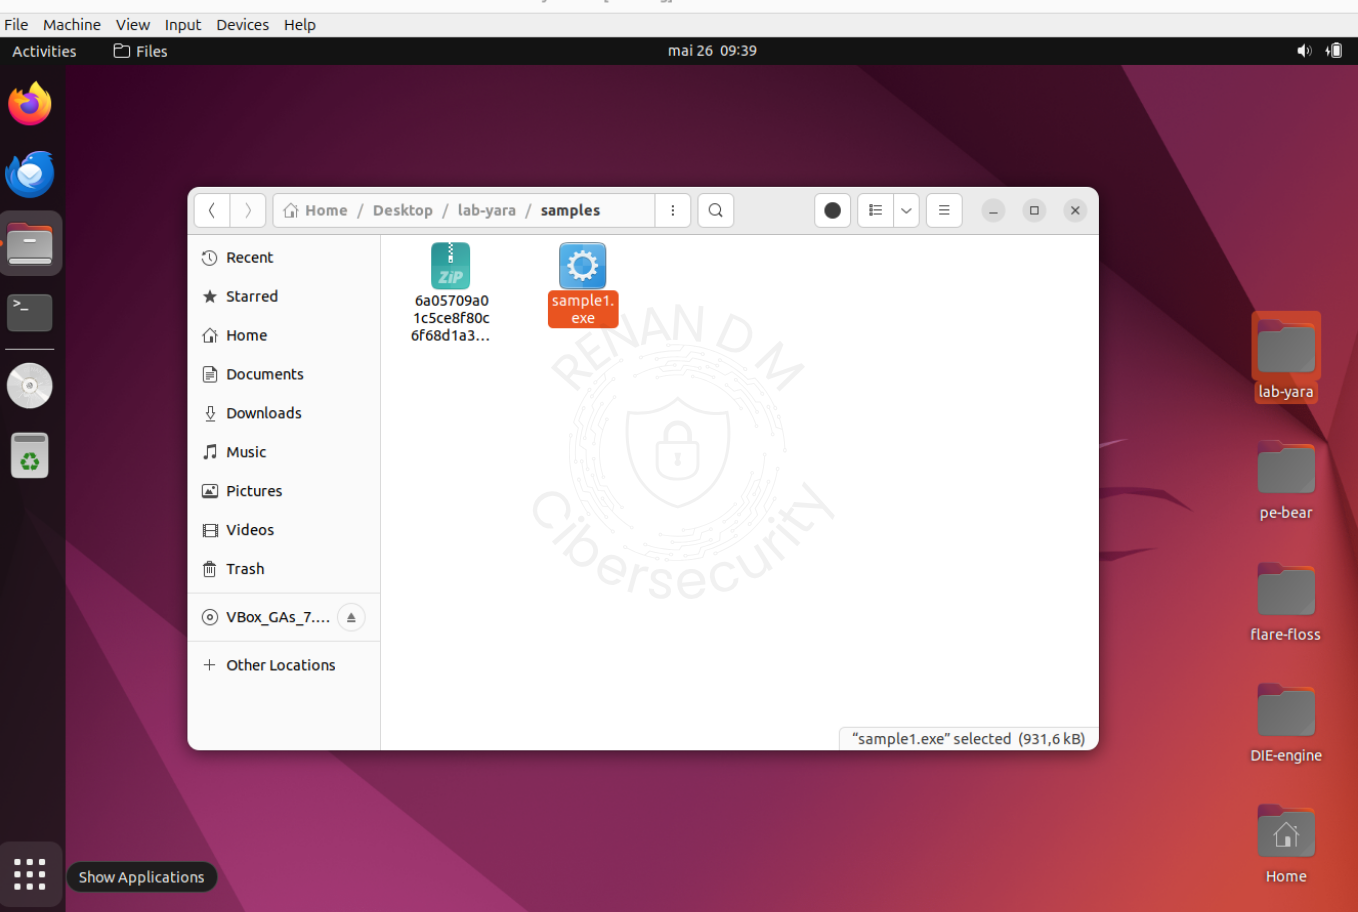 File Machine View Input Devices Help
Activities Files mai 26 09:39
Home / Desktop / lab-yara / samples
Recent
Starred
Home
Documents
Downloads
Music
Pictures
Videos
Trash
VBox_GAs_7....
Other Locations
ZiP
6a05709a0
1c5ce8f80c
6f68d1a3...
sample1.
exe
RENAN D M
Cibersecurity
"sample1.exe" selected (931,6 kB)
lab-yara
pe-bear
flare-floss
DIE-engine
Home
Show Applications